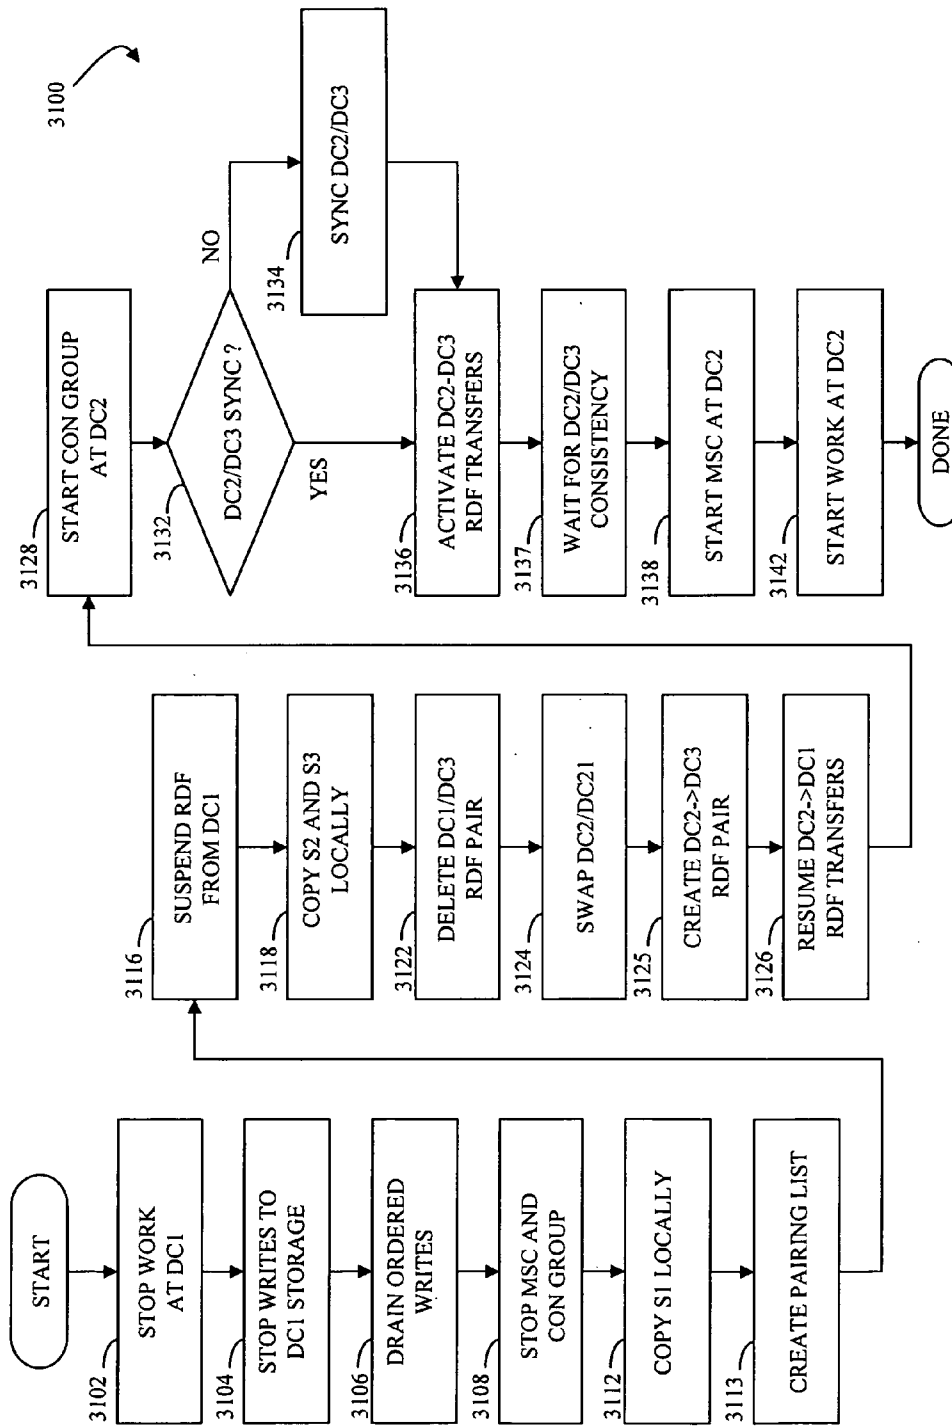 3100
START
3102
STOP WORK
AT DC1
3104
STOP WRITES TO
DC1 STORAGE
3106
DRAIN ORDERED
WRITES
3108
STOP MSC AND
CON GROUP
3112
COPY S1 LOCALLY
3113
CREATE PAIRING LIST
3116
SUSPEND RDF
FROM DC1
3118
COPY S2 AND S3
LOCALLY
3122
DELETE DC1/DC3
RDF PAIR
3124
SWAP DC2/DC21
3125
CREATE DC2->DC3
RDF PAIR
3126
RESUME DC2->DC1
RDF TRANSFERS
3128
START CON GROUP
AT DC2
3132
DC2/DC3 SYNC ?
NO
YES
3134
SYNC DC2/DC3
3136
ACTIVATE DC2-DC3
RDF TRANSFERS
3137
WAIT FOR DC2/DC3
CONSISTENCY
3138
START MSC AT DC2
3142
START WORK AT DC2
DONE